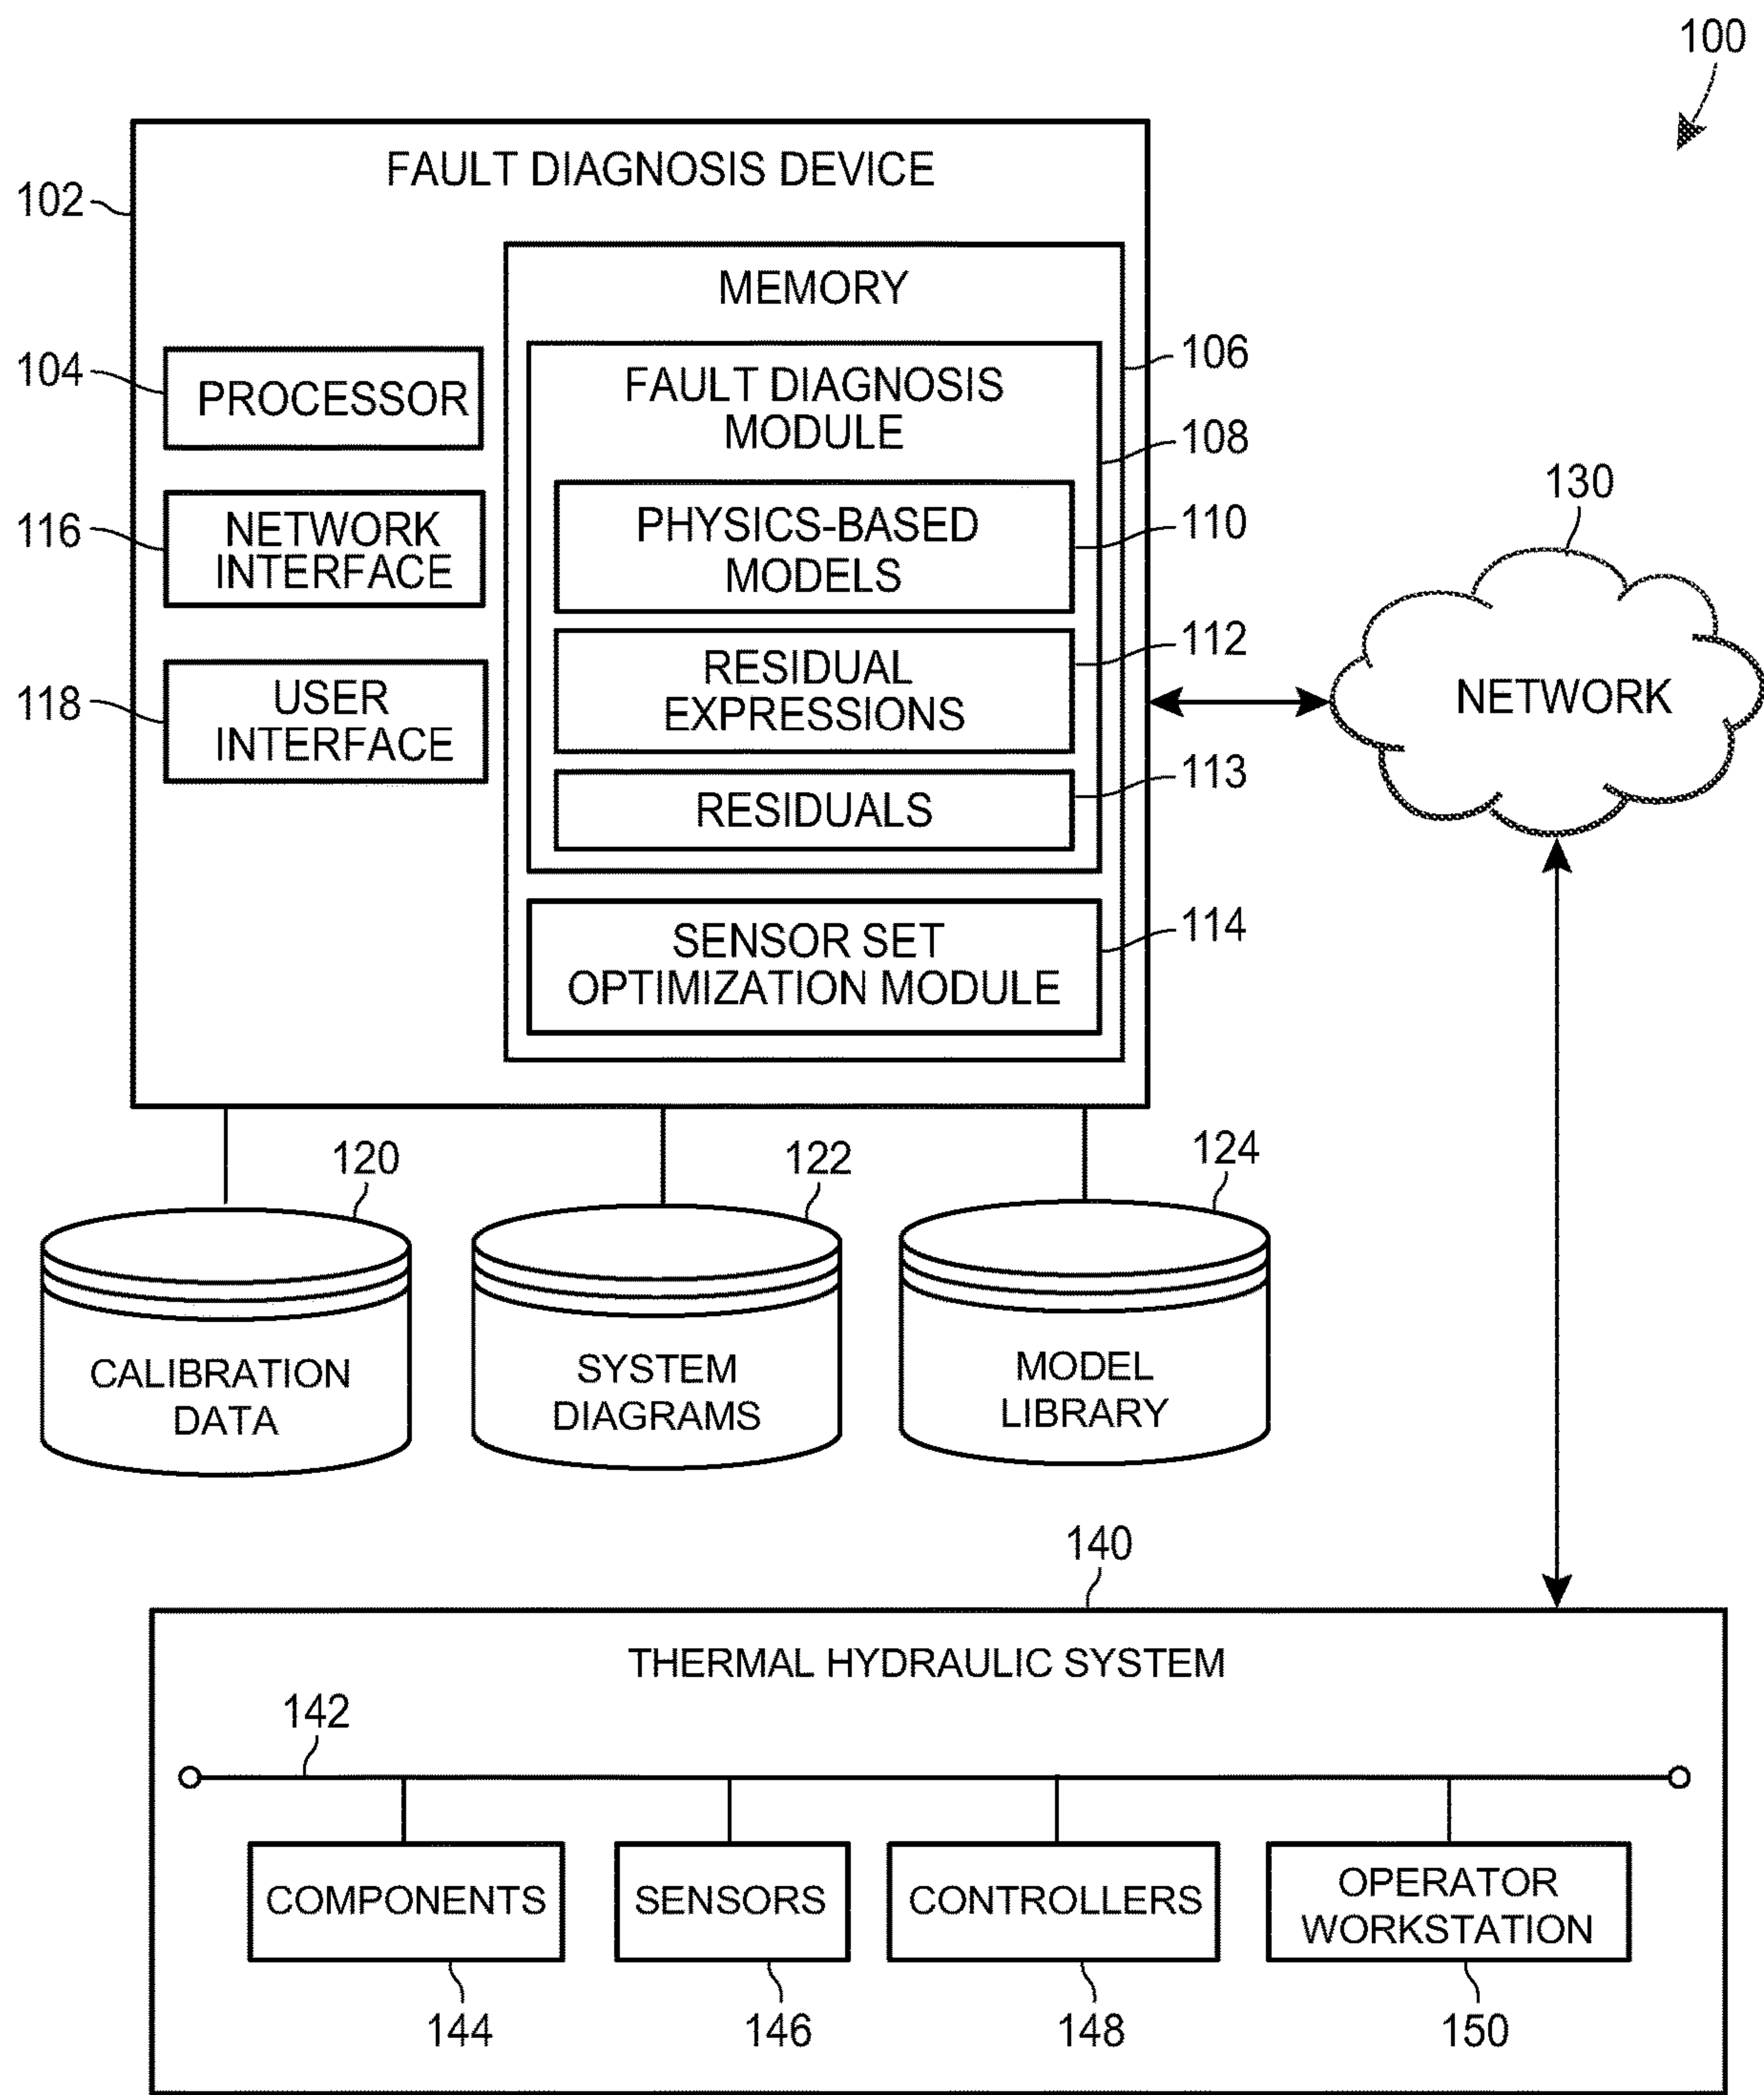 100
FAULT DIAGNOSIS DEVICE
102
MEMORY
106
104
PROCESSOR
FAULT DIAGNOSIS
MODULE
108
116
NETWORK
INTERFACE
PHYSICS-BASED
MODELS
110
130
118
USER
INTERFACE
RESIDUAL
EXPRESSIONS
112
NETWORK
RESIDUALS
113
SENSOR SET
OPTIMIZATION MODULE
114
120
122
124
CALIBRATION
DATA
SYSTEM
DIAGRAMS
MODEL
LIBRARY
140
THERMAL HYDRAULIC SYSTEM
142
COMPONENTS
SENSORS
CONTROLLERS
OPERATOR
WORKSTATION
144
146
148
150